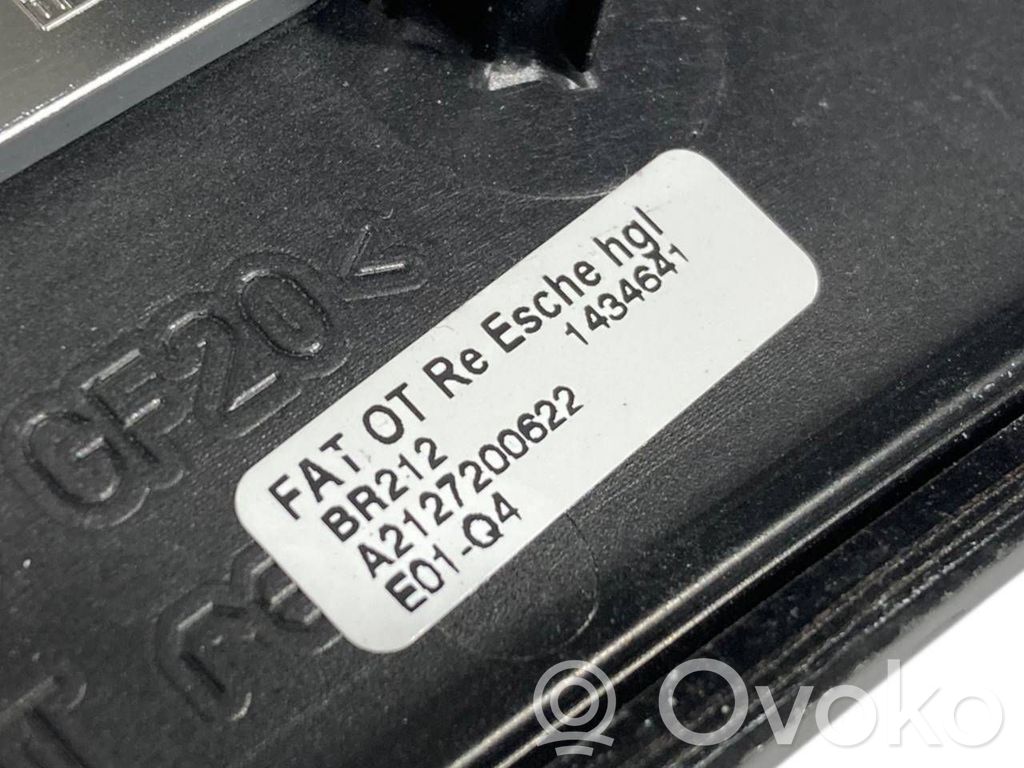 FAT OT Re Esche hgl
1434641
BR212
A2127200622
E01-Q4
GF20<
Ovoko